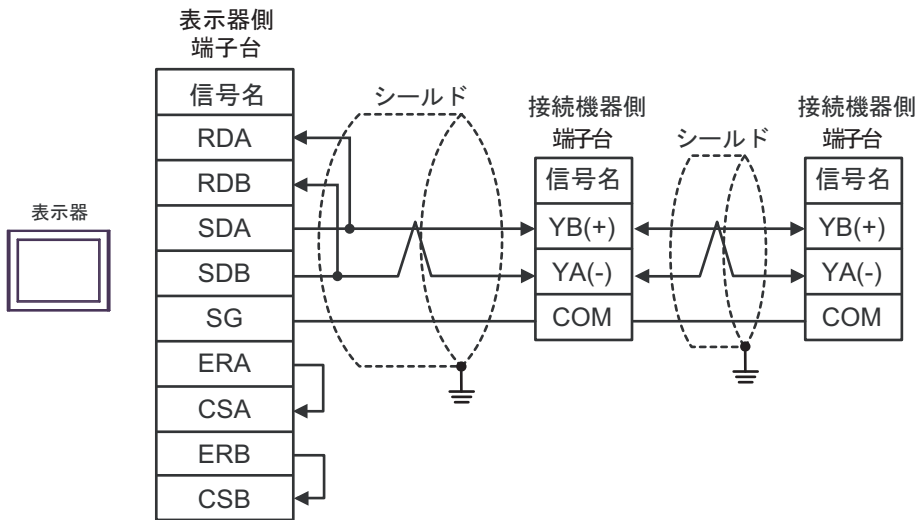 表示器側
端子台
信号名
RDA
RDB
SDA
SDB
SG
ERA
CSA
ERB
CSB
表示器
シールド
接続機器側
端子台
信号名
YB(+)
YA(-)
COM
シールド
接続機器側
端子台
信号名
YB(+)
YA(-)
COM